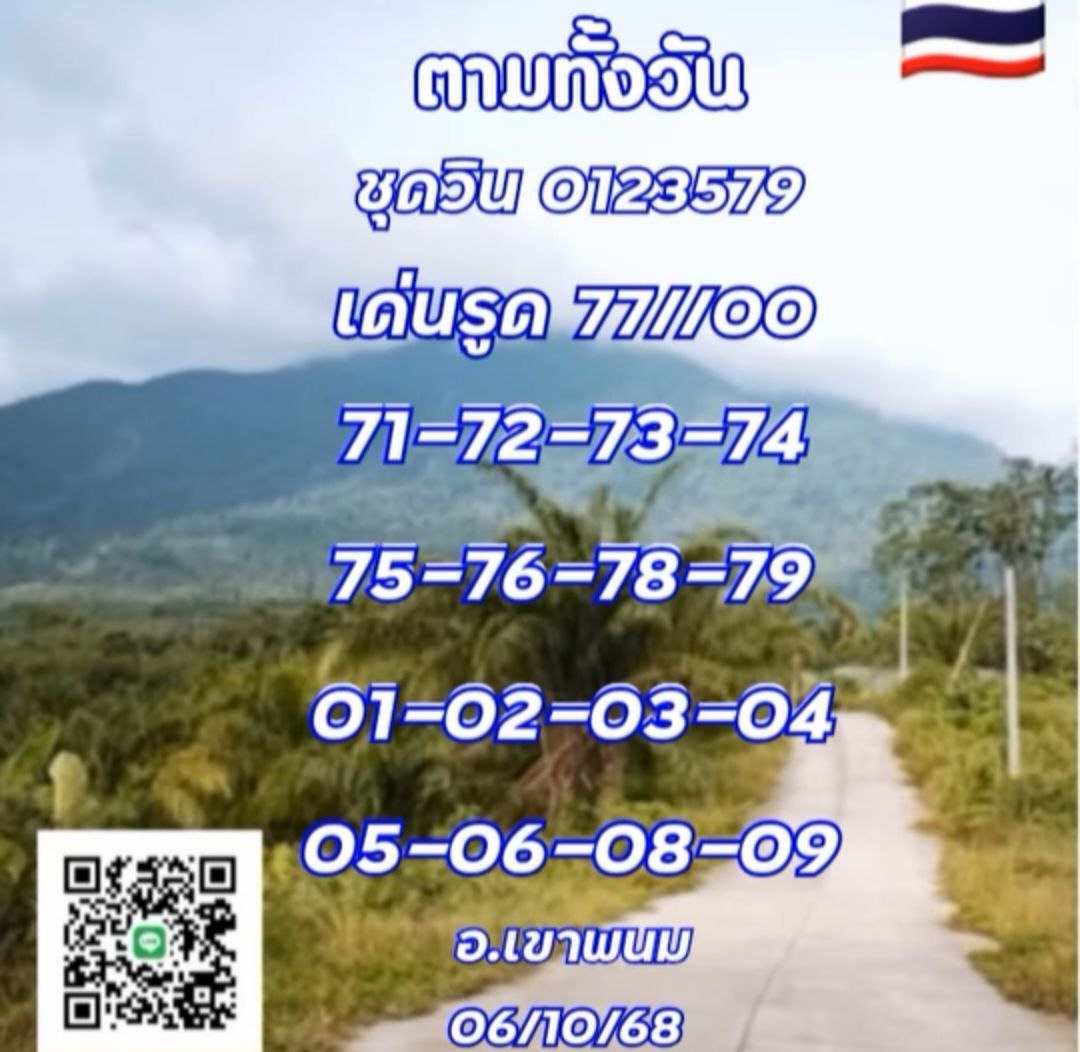 ตามทั้งวัน
ชุดวิน 0123579
เด่นรูด 77///00
71-72-73-74
75-76-78-79
01-02-03-04
05-06-08-09
อ.เขาพนม
06/10/68